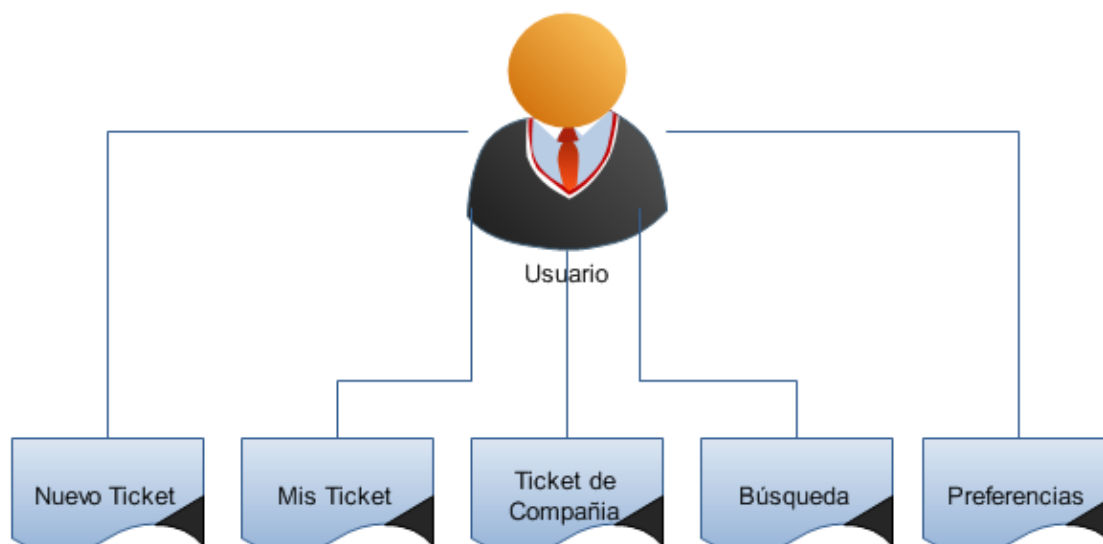 Usuario
Nuevo Ticket
Mis Ticket
Ticket de
Compañia
Búsqueda
Preferencias